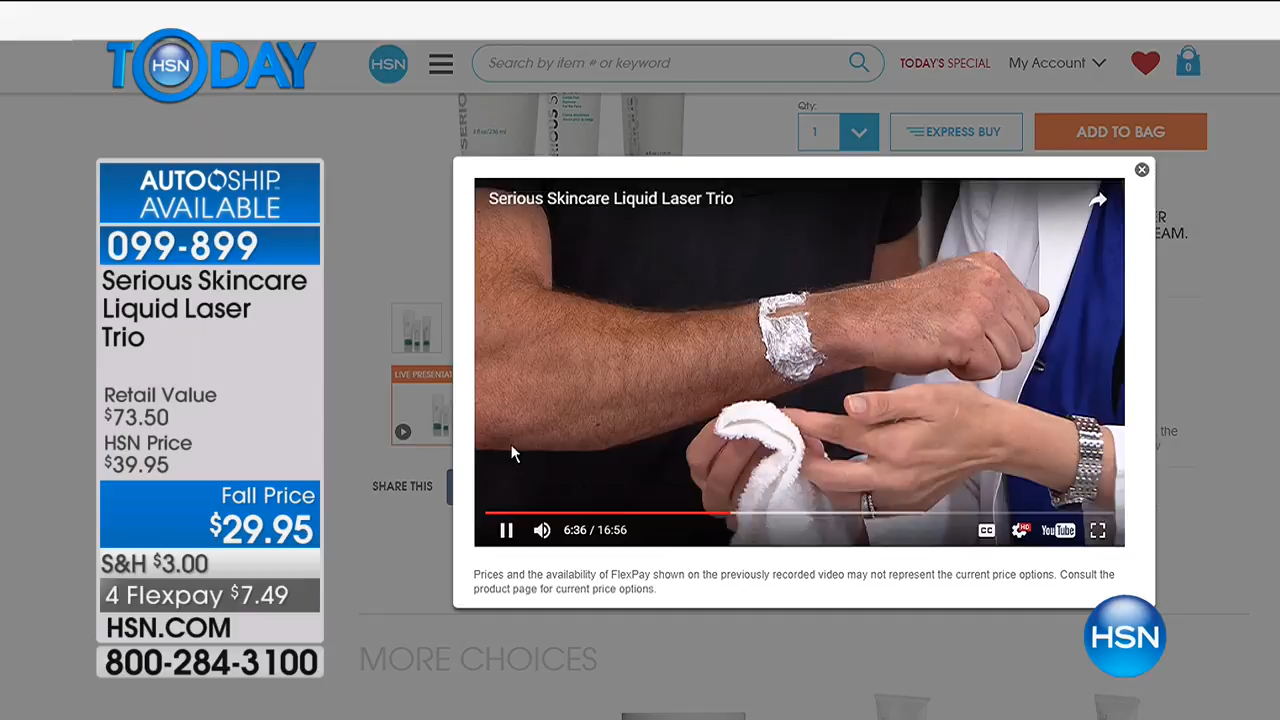 TODAY
HSN
HSN
Search by item # or keyword
TODAY'S SPECIAL
My Account
0
Qty:
1
EXPRESS BUY
ADD TO BAG
AUTOSHIP
AVAILABLE
099-899
Serious Skincare
Liquid Laser
Trio
Retail Value
$73.50
HSN Price
$39.95
Fall Price
$29.95
S&H $3.00
4 Flexpay $7.49
HSN.COM
800-284-3100
Serious Skincare Liquid Laser Trio
EAM.
LIVE PRESENTAT
the
SHARE THIS
6:36 / 16:56
CC
HD
YouTube
Prices and the availability of FlexPay shown on the previously recorded video may not represent the current price options. Consult the
product page for current price options.
HSN
MORE CHOICES